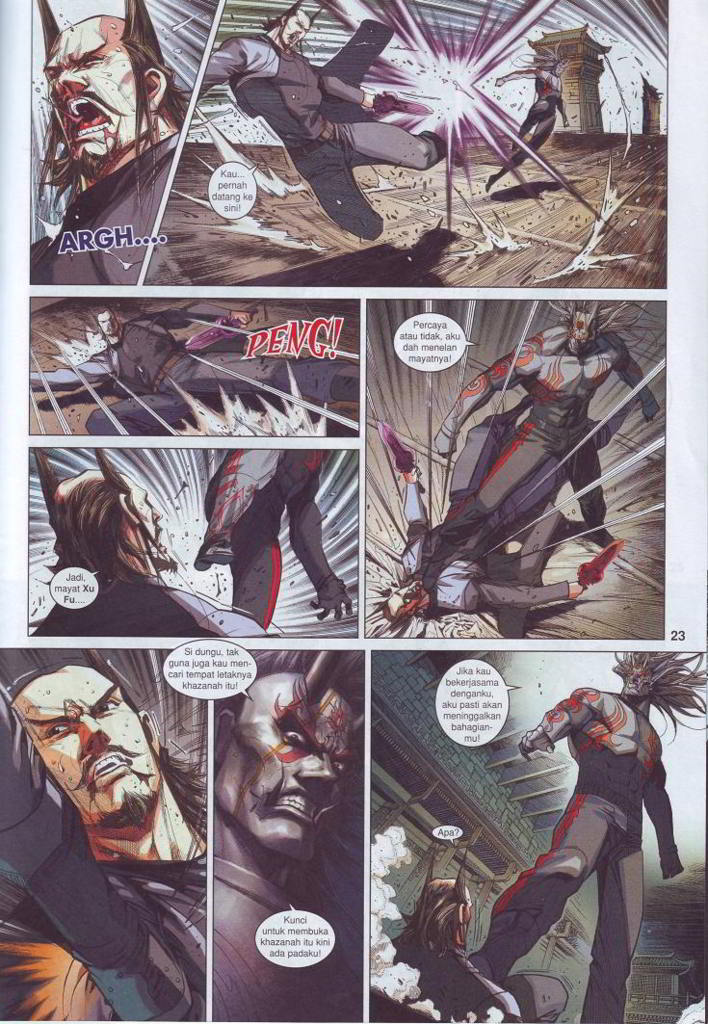 ARGH....
Kau...
pernah
datang ke
sini!
PENG!
Percaya
atau tidak, aku
dah menelan
mayatnya!
Jadi,
mayat Xu
Fu....
23
Si dungu, tak
guna juga kau men-
cari tempat letaknya
khazanah itu!
Kunci
untuk membuka
khazanah itu kini
ada padaku!
Jika kau
bekerjasama
denganku,
aku pasti akan
meninggalkan
bahagian-
mu!
Apa?